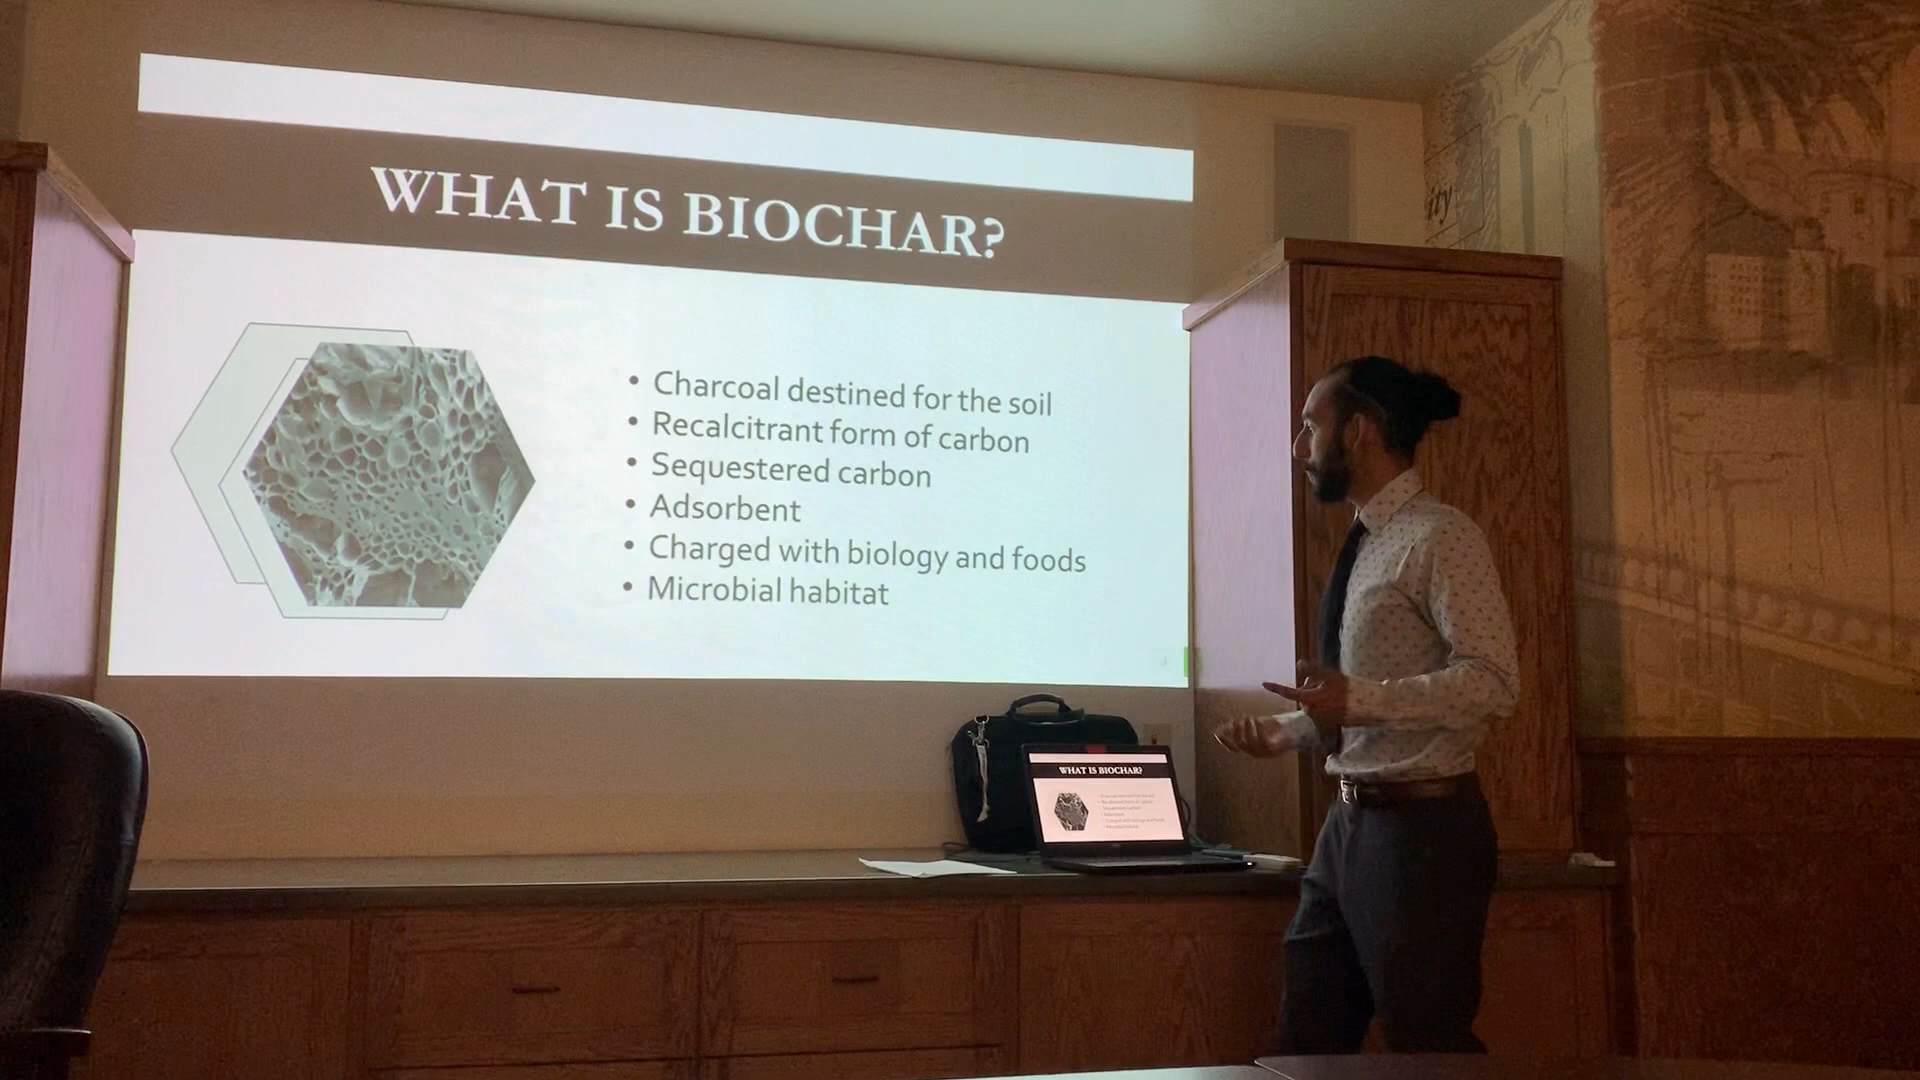 WHAT IS BIOCHAR?
• Charcoal destined for the soil
• Recalcitrant form of carbon
• Sequestered carbon
• Adsorbent
• Charged with biology and foods
• Microbial habitat
ity
WHAT IS BIOCHAR?